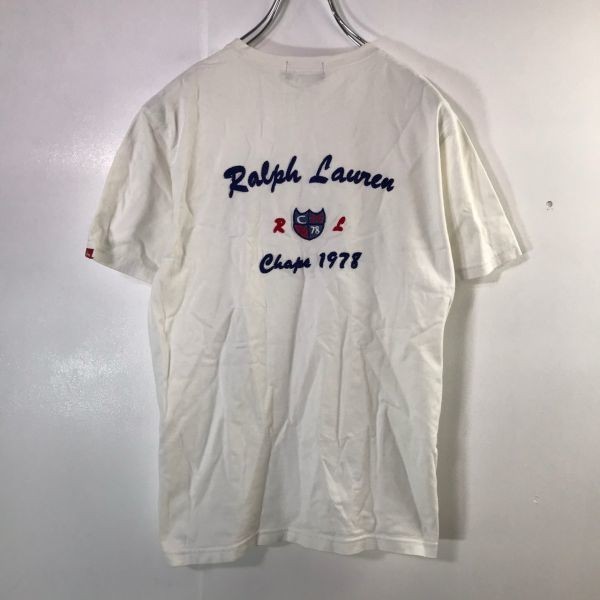 Ralph Lauren
R C 78 L
Chaps 1978